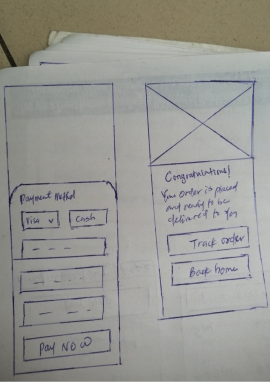 Payment Method
Visa
Cash
Pay NOW
Congratulations!
Your order is placed
and ready to be
delivered to you
Track order
Back home